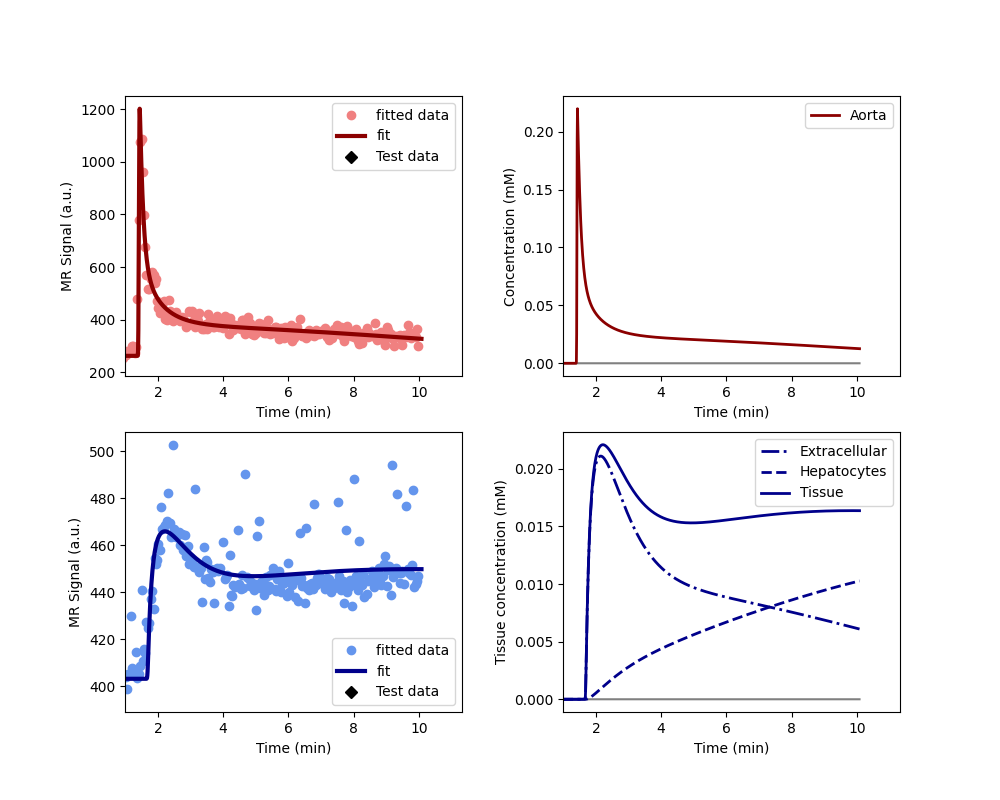 1200
1000
800
600
400
200
MR Signal (a.u.)
2 4 6 8 10
Time (min)
fitted data
fit
Test data
0.20
0.15
0.10
0.05
0.00
Concentration (mM)
2 4 6 8 10
Time (min)
Aorta
500
480
460
440
420
400
MR Signal (a.u.)
2 4 6 8 10
Time (min)
fitted data
fit
Test data
0.020
0.015
0.010
0.005
0.000
Tissue concentration (mM)
2 4 6 8 10
Time (min)
Extracellular
Hepatocytes
Tissue